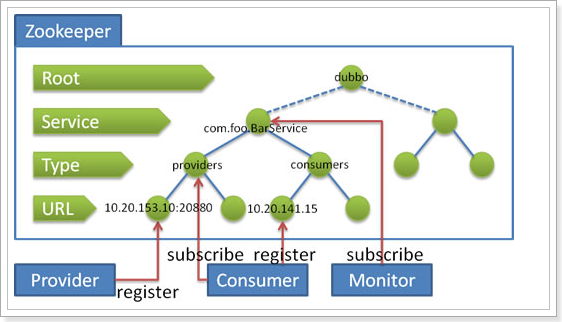 Zookeeper
Root
dubbo
Service
com.foo.BarService
Type
providers
consumers
URL
10.20.153.10:20880
10.20.141.15
subscribe
register
subscribe
Provider
register
Consumer
Monitor